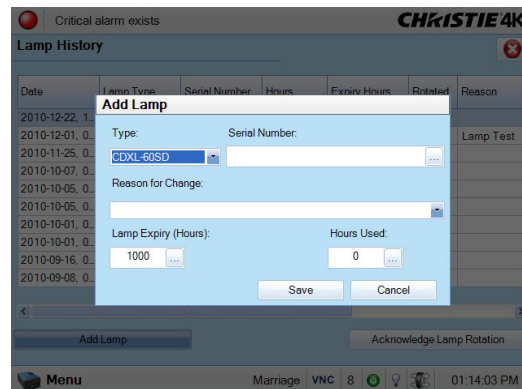 Critical alarm exists
CHRISTIE 4K
Lamp History
Date Lamp Type Serial Number Hours Expiry Hours Rotated Reason
Add Lamp
2010-12-22, 1...
2010-12-01, 0... Lamp Test
2010-11-25, 0...
2010-10-07, 0...
2010-10-05, 0...
2010-10-05, 0...
2010-10-01, 0...
2010-10-01, 0...
2010-09-16, 0...
2010-09-08, 0...
Type: Serial Number:
CDXL-60SD ...
Reason for Change:
Lamp Expiry (Hours): Hours Used:
1000 ... 0 ...
Save Cancel
Add Lamp Acknowledge Lamp Rotation
Menu Marriage VNC 8 01:14:03 PM